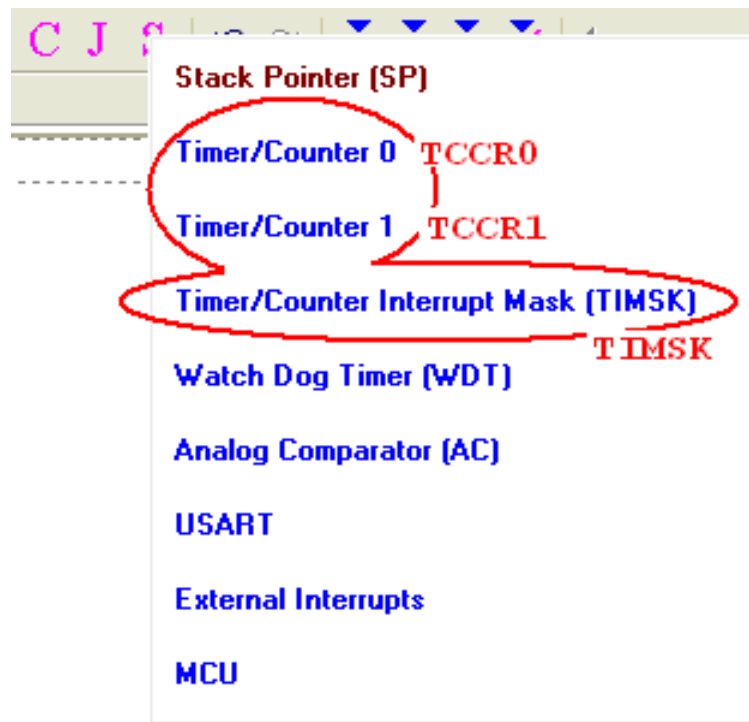 C J S
Stack Pointer (SP)
Timer/Counter 0 TCCR0
Timer/Counter 1 TCCR1
Timer/Counter Interrupt Mask (TIMSK)
TIMSK
Watch Dog Timer (WDT)
Analog Comparator (AC)
USART
External Interrupts
MCU